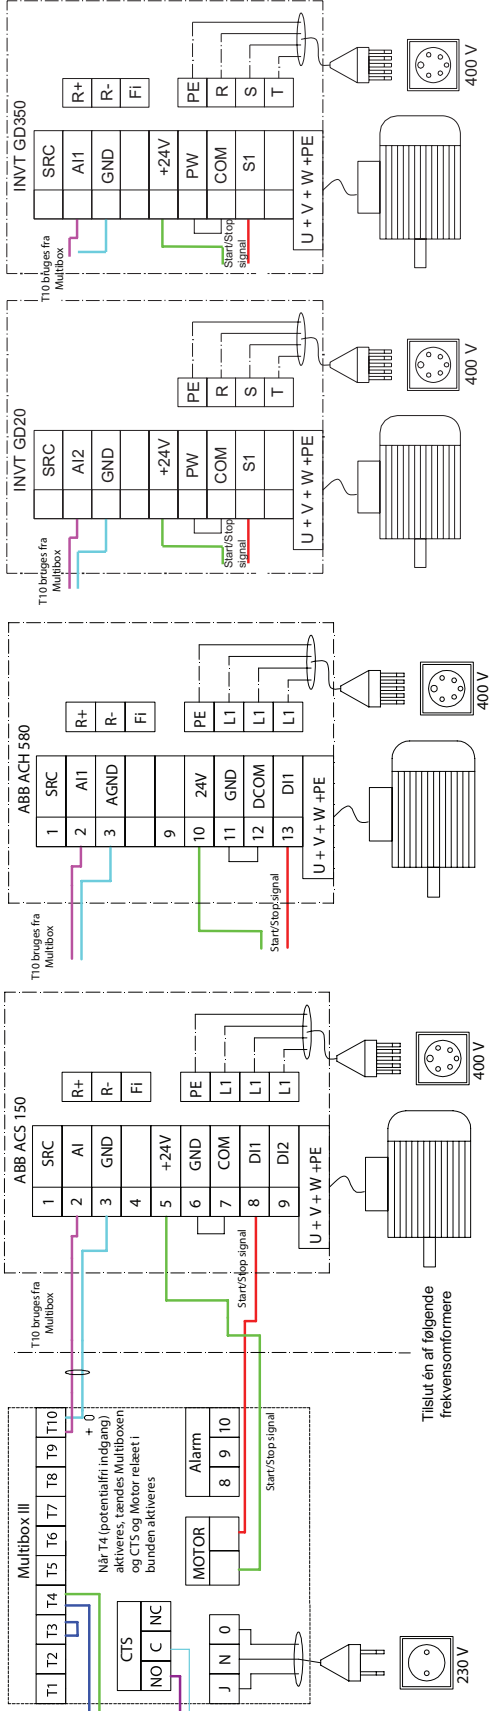 Multibox III
T1 T2 T3 T4 T5 T6 T7 T8 T9 T10
+ 0
Når T4 (potentialfri indgang)
aktiveres, tændes Multiboxen
og CTS og Motor relæet i
bunden aktiveres
CTS
NO C NC
MOTOR
Alarm
8 9 10
J N 0
Start/Stop signal
230 V
Tilslut én af følgende
frekvensomformere
ABB ACS 150
T10 bruges fra
Multibox
1 SRC
2 AI
3 GND
4
5 +24V
6 GND
7 COM
8 DI1
9 DI2
U + V + W +PE
R+
R-
Fi
PE
L1
L1
L1
Start/Stop signal
400 V
ABB ACH 580
T10 bruges fra
Multibox
1 SRC
2 AI1
3 AGND
9
10 24V
11 GND
12 DCOM
13 DI1
U + V + W +PE
R+
R-
Fi
PE
L1
L1
L1
Start/Stop signal
400 V
INVT GD20
T10 bruges fra
Multibox
SRC
AI2
GND
+24V
PW
COM
S1
U + V + W +PE
PE
R
S
T
Start/Stop
signal
400 V
INVT GD350
T10 bruges fra
Multibox
SRC
AI1
GND
+24V
PW
COM
S1
U + V + W +PE
R+
R-
Fi
PE
R
S
T
Start/Stop
signal
400 V